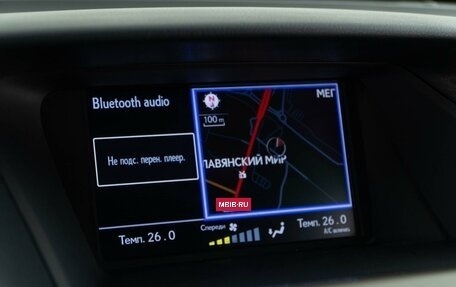 Bluetooth audio
МЕГ
100 m
Не подс. перен. плеер.
ЛАВЯНСКИЙ МИР
MBIB.RU
Спереди
Темп. 26.0
Темп. 26.0
A/C включить